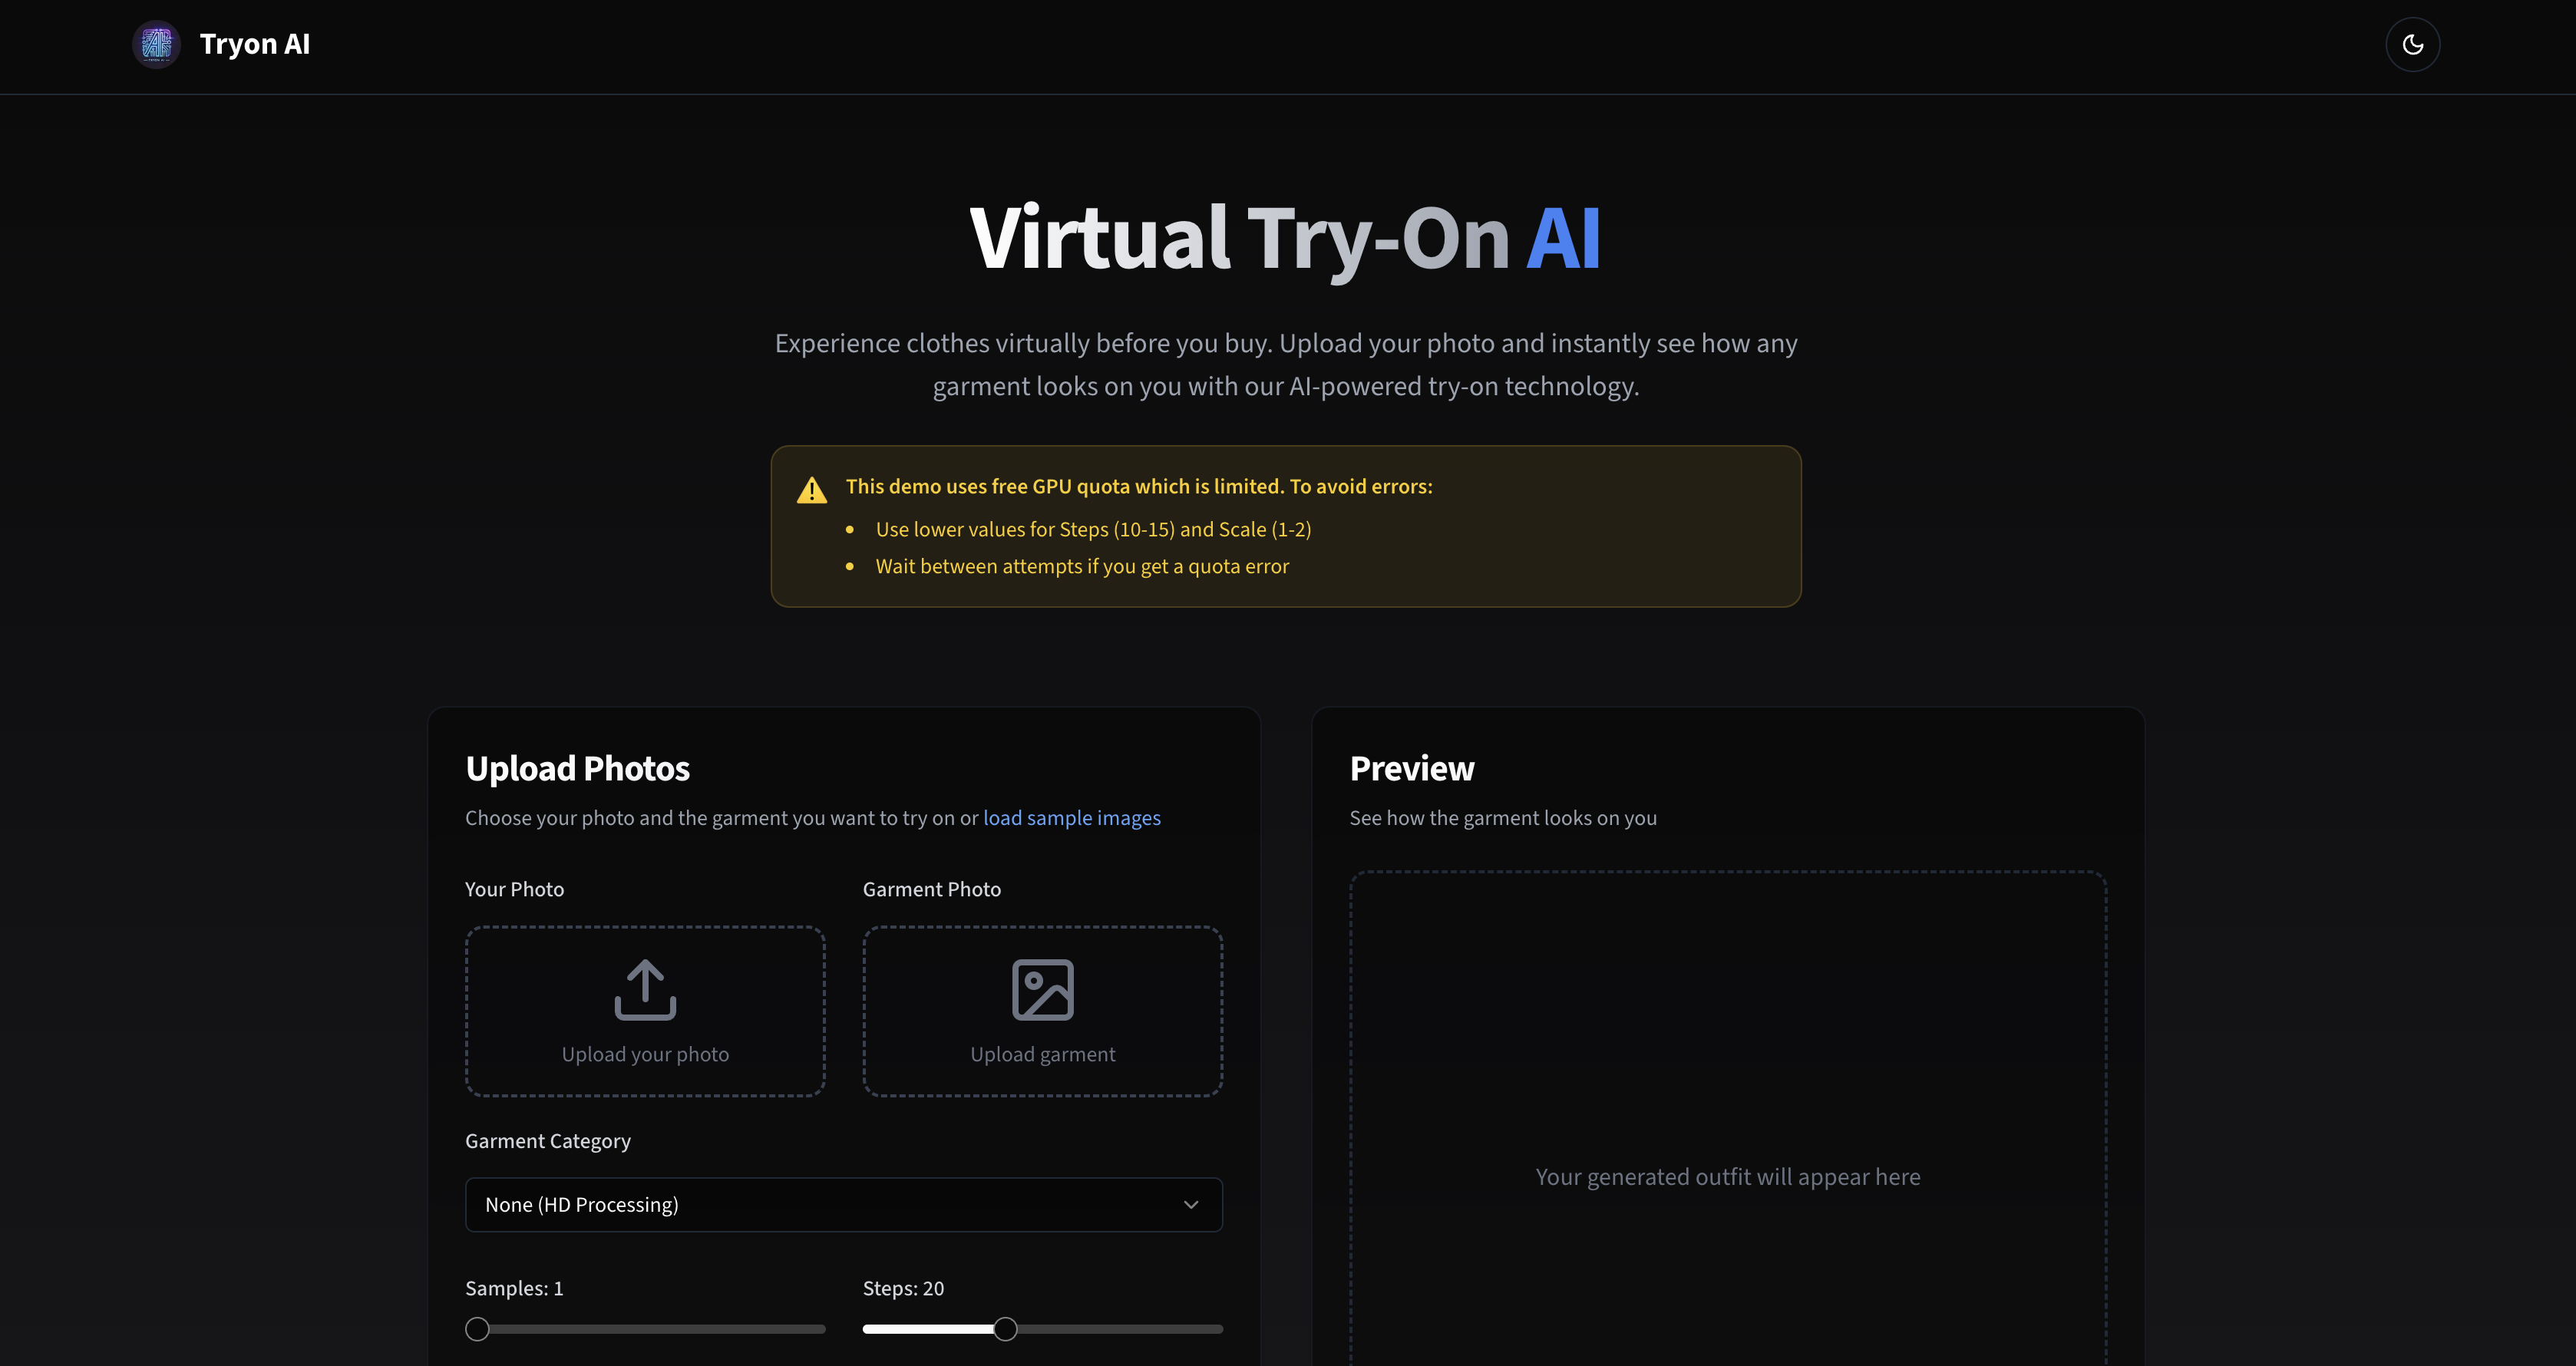 Tryon AI
Virtual Try-On AI
Experience clothes virtually before you buy. Upload your photo and instantly see how any
garment looks on you with our AI-powered try-on technology.
This demo uses free GPU quota which is limited. To avoid errors:
Use lower values for Steps (10-15) and Scale (1-2)
Wait between attempts if you get a quota error
Upload Photos
Choose your photo and the garment you want to try on or load sample images
Your Photo
Garment Photo
Upload your photo
Upload garment
Garment Category
None (HD Processing)
Samples: 1
Steps: 20
Preview
See how the garment looks on you
Your generated outfit will appear here